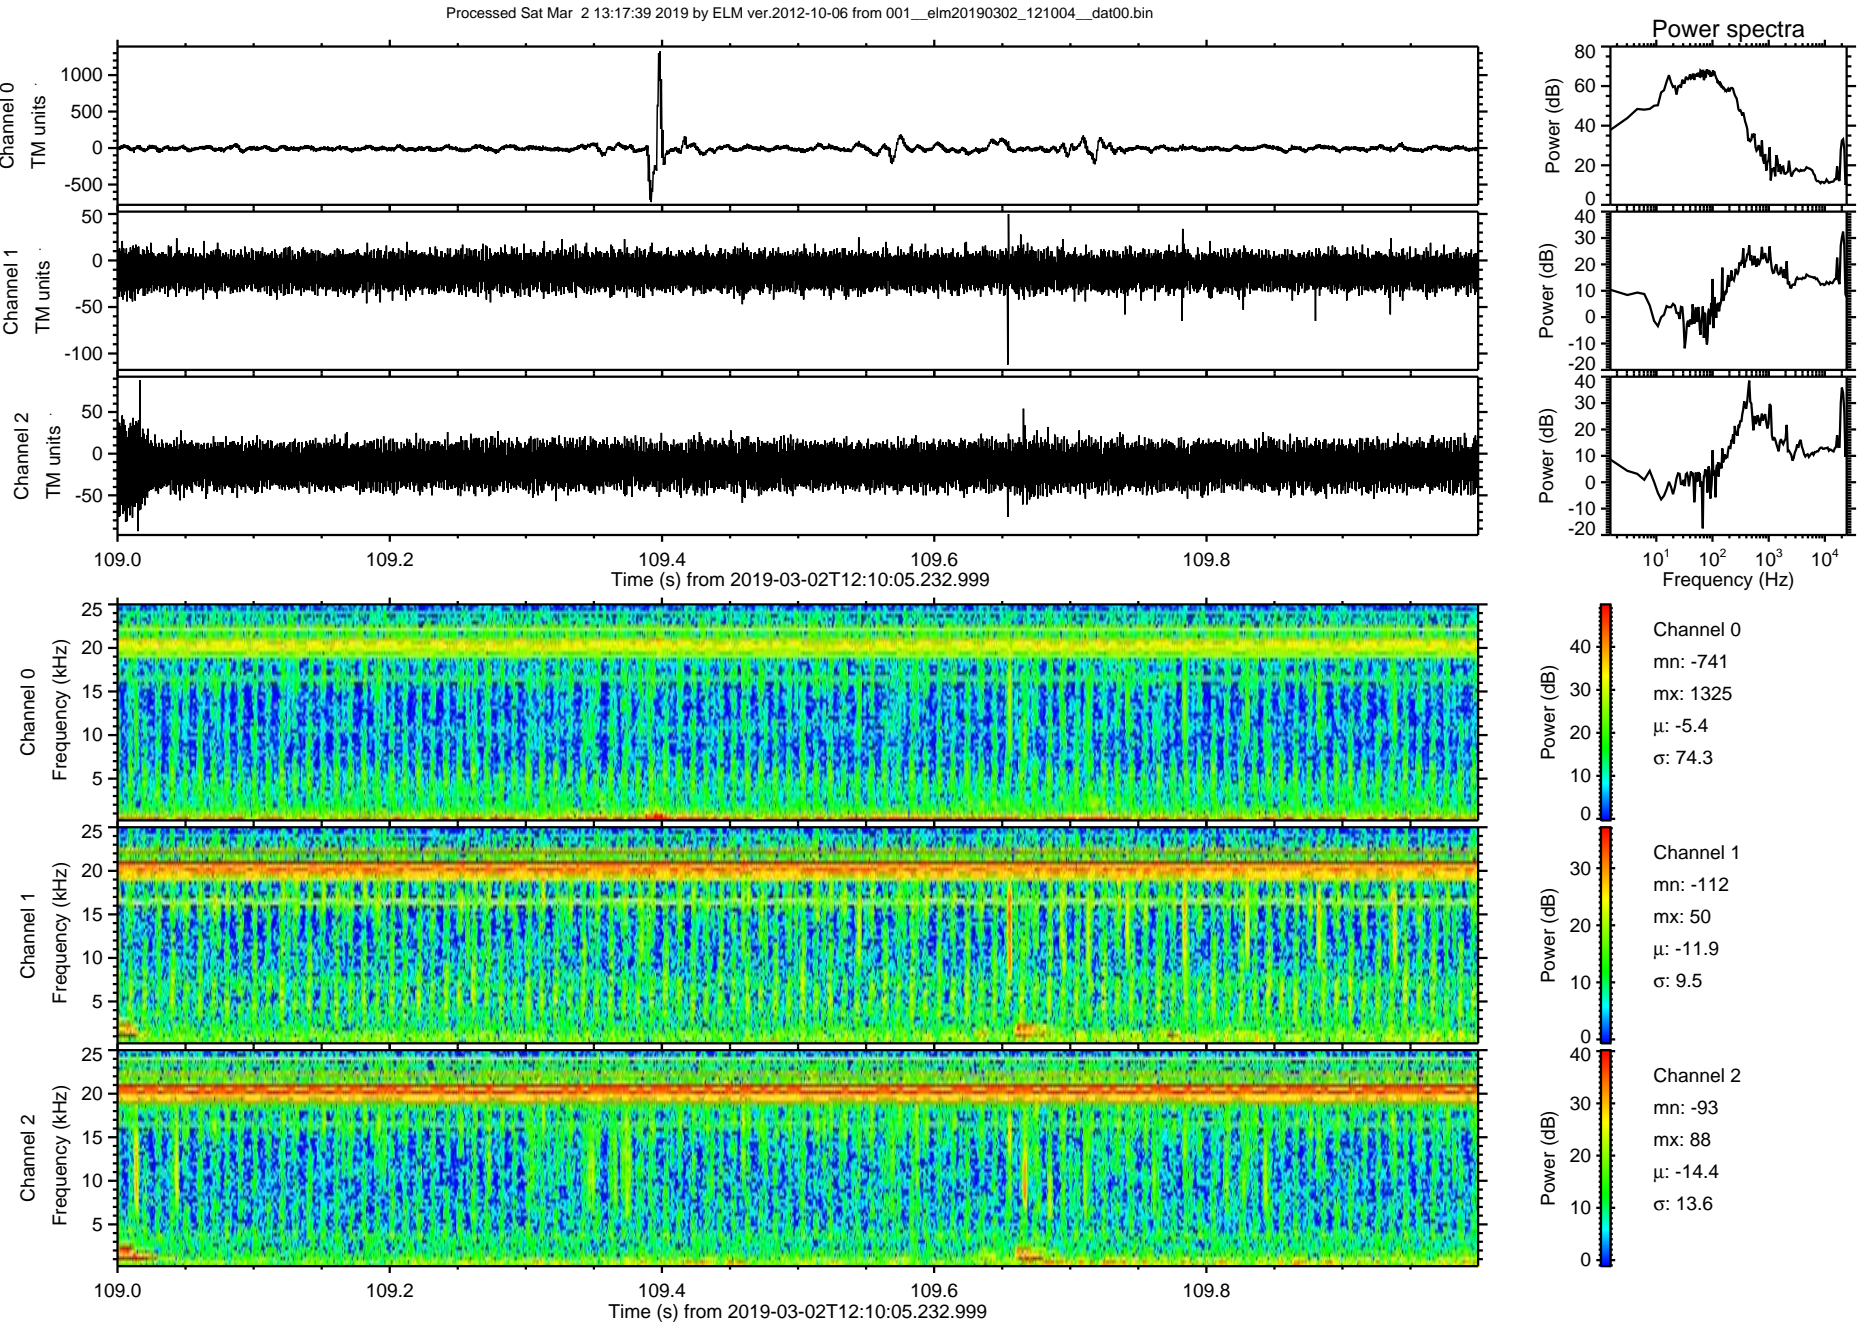 Processed Sat Mar  2 13:17:39 2019 by ELM ver.2012-10-06 from 001__elm20190302_121004__dat00.bin
Power spectra
Channel 0
TM units
1000
500
0
-500
Power (dB)
80
60
40
20
0
Channel 1
TM units
50
0
-50
-100
Power (dB)
40
30
20
10
0
-10
-20
Channel 2
TM units
50
0
-50
Power (dB)
40
30
20
10
0
-10
-20
109.0 109.2 109.4 109.6 109.8
Time (s) from 2019-03-02T12:10:05.232.999
10¹ 10² 10³ 10⁴
Frequency (Hz)
Channel 0
Frequency (kHz)
25
20
15
10
5
Power (dB)
40
30
20
10
0
Channel 0
mn: -741
mx: 1325
μ: -5.4
σ: 74.3
Channel 1
Frequency (kHz)
25
20
15
10
5
Power (dB)
30
20
10
0
Channel 1
mn: -112
mx: 50
μ: -11.9
σ: 9.5
Channel 2
Frequency (kHz)
25
20
15
10
5
Power (dB)
40
30
20
10
0
Channel 2
mn: -93
mx: 88
μ: -14.4
σ: 13.6
109.0 109.2 109.4 109.6 109.8
Time (s) from 2019-03-02T12:10:05.232.999